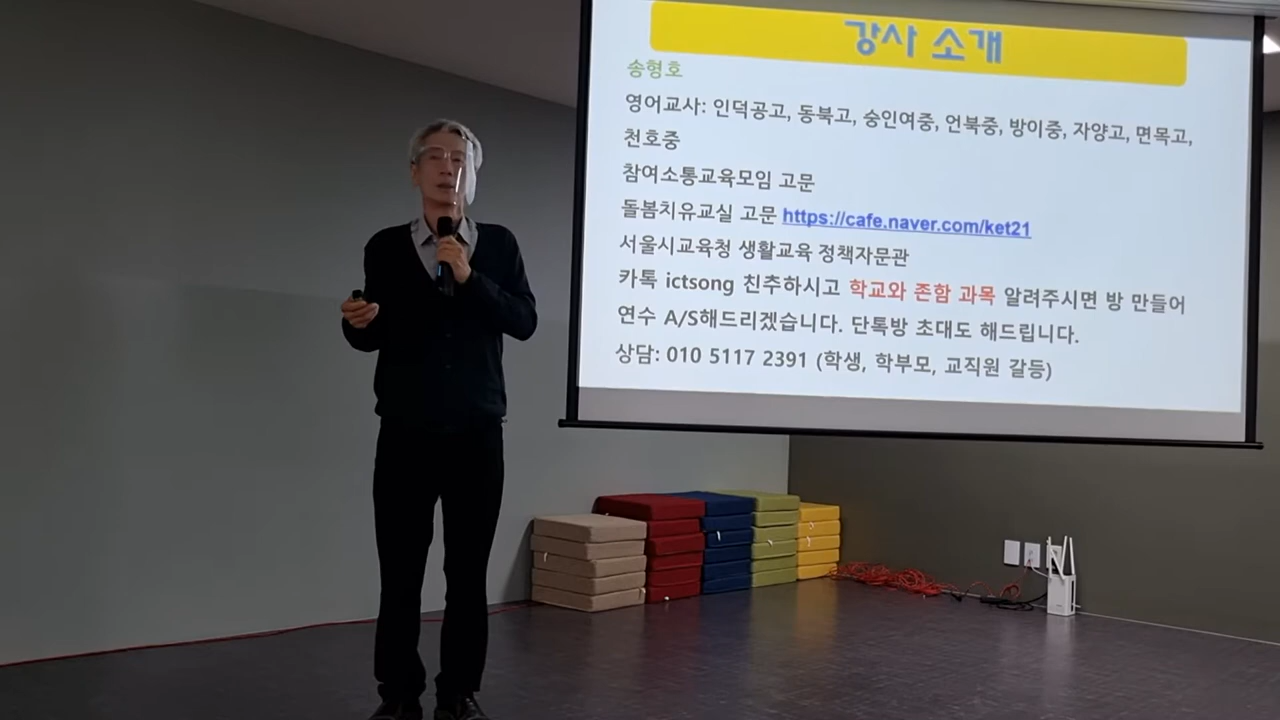 강사 소개
송형호
영어교사: 인덕공고, 동북고, 숭인여중, 언북중, 방이중, 자양고, 면목고,
천호중
참여소통교육모임 고문
돌봄치유교실 고문 https://cafe.naver.com/ket21
서울시교육청 생활교육 정책자문관
카톡 ictsong 친추하시고 학교와 존함 과목 알려주시면 방 만들어
연수 A/S해드리겠습니다. 단톡방 초대도 해드립니다.
상담: 010 5117 2391 (학생, 학부모, 교직원 갈등)